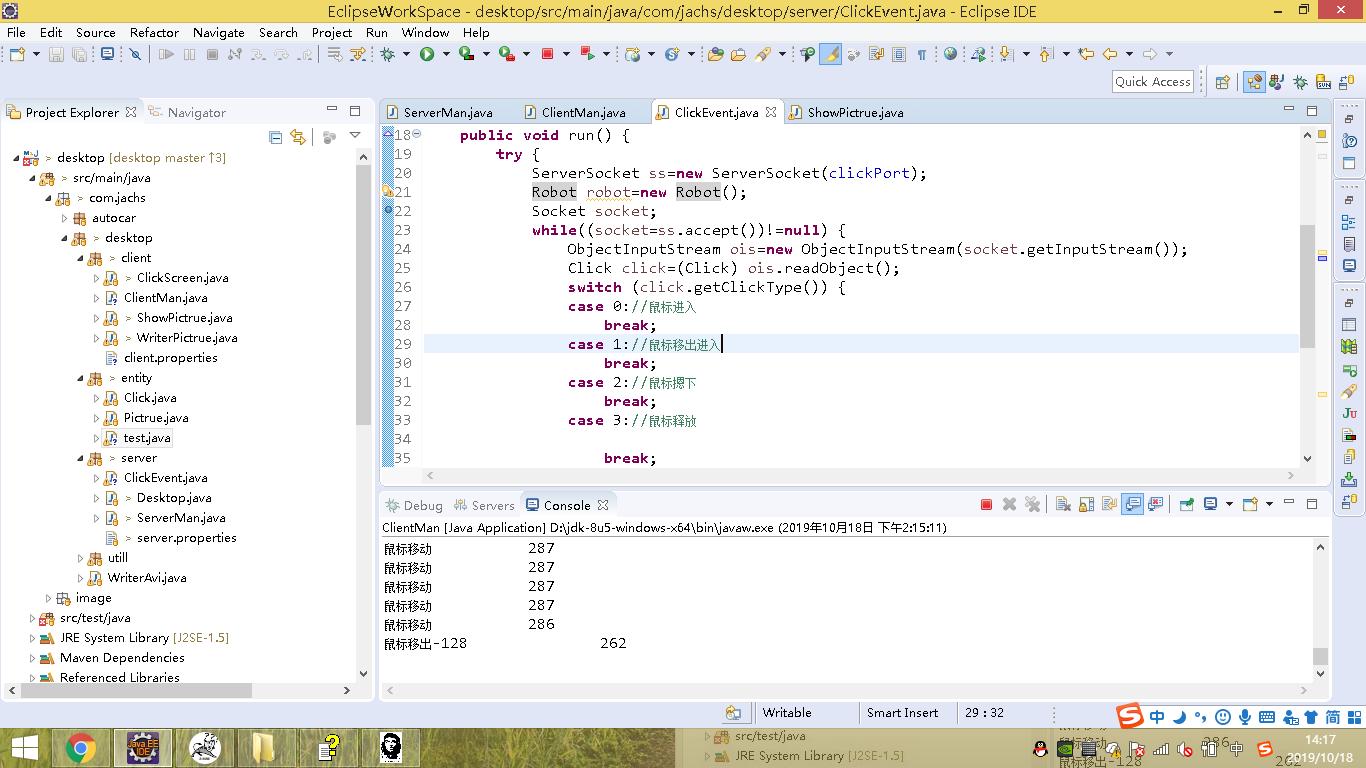 EclipseWorkSpace - desktop/src/main/java/com/jachs/desktop/server/ClickEvent.java - Eclipse IDE
File Edit Source Refactor Navigate Search Project Run Window Help
Quick Access
Project Explorer
Navigator
> desktop [desktop master ↑3]
> src/main/java
> com.jachs
autocar
> desktop
> client
> ClickScreen.java
ClientMan.java
> ShowPictrue.java
> WriterPictrue.java
client.properties
> entity
Click.java
Pictrue.java
test.java
> server
ClickEvent.java
> Desktop.java
> ServerMan.java
> server.properties
> utill
WriterAvi.java
image
src/test/java
JRE System Library [J2SE-1.5]
Maven Dependencies
Referenced Libraries
ServerMan.java
ClientMan.java
ClickEvent.java
ShowPictrue.java
18 public void run() {
19 try {
20 ServerSocket ss=new ServerSocket(clickPort);
21 Robot robot=new Robot();
22 Socket socket;
23 while((socket=ss.accept())!=null) {
24 ObjectInputStream ois=new ObjectInputStream(socket.getInputStream());
25 Click click=(Click) ois.readObject();
26 switch (click.getClickType()) {
27 case 0://鼠标进入
28 break;
29 case 1://鼠标移出进入
30 break;
31 case 2://鼠标摁下
32 break;
33 case 3://鼠标释放
34
35 break;
Debug
Servers
Console
ClientMan [Java Application] D:\jdk-8u5-windows-x64\bin\javaw.exe (2019年10月18日 下午2:15:11)
鼠标移动 287
鼠标移动 287
鼠标移动 287
鼠标移动 287
鼠标移动 286
鼠标移出-128 262
Writable
Smart Insert
29 : 32
中
简
src/test/java
JRE System Library [J2SE-1.5]
286
鼠标移出-128 262
中
14:17
2019/10/18